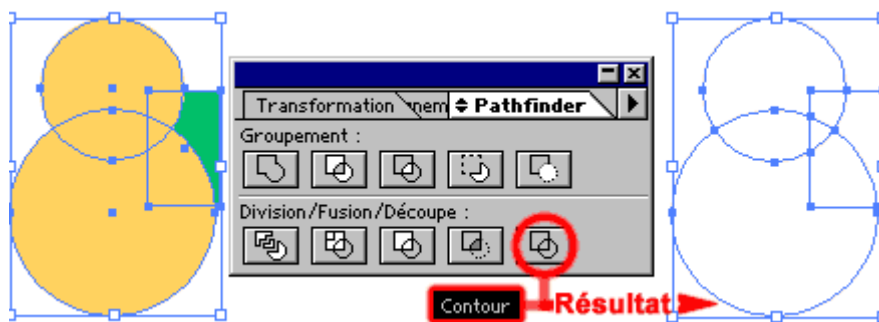 Transformation nem Pathfinder
Groupement :
Division/Fusion/Découpe :
Contour Résultat